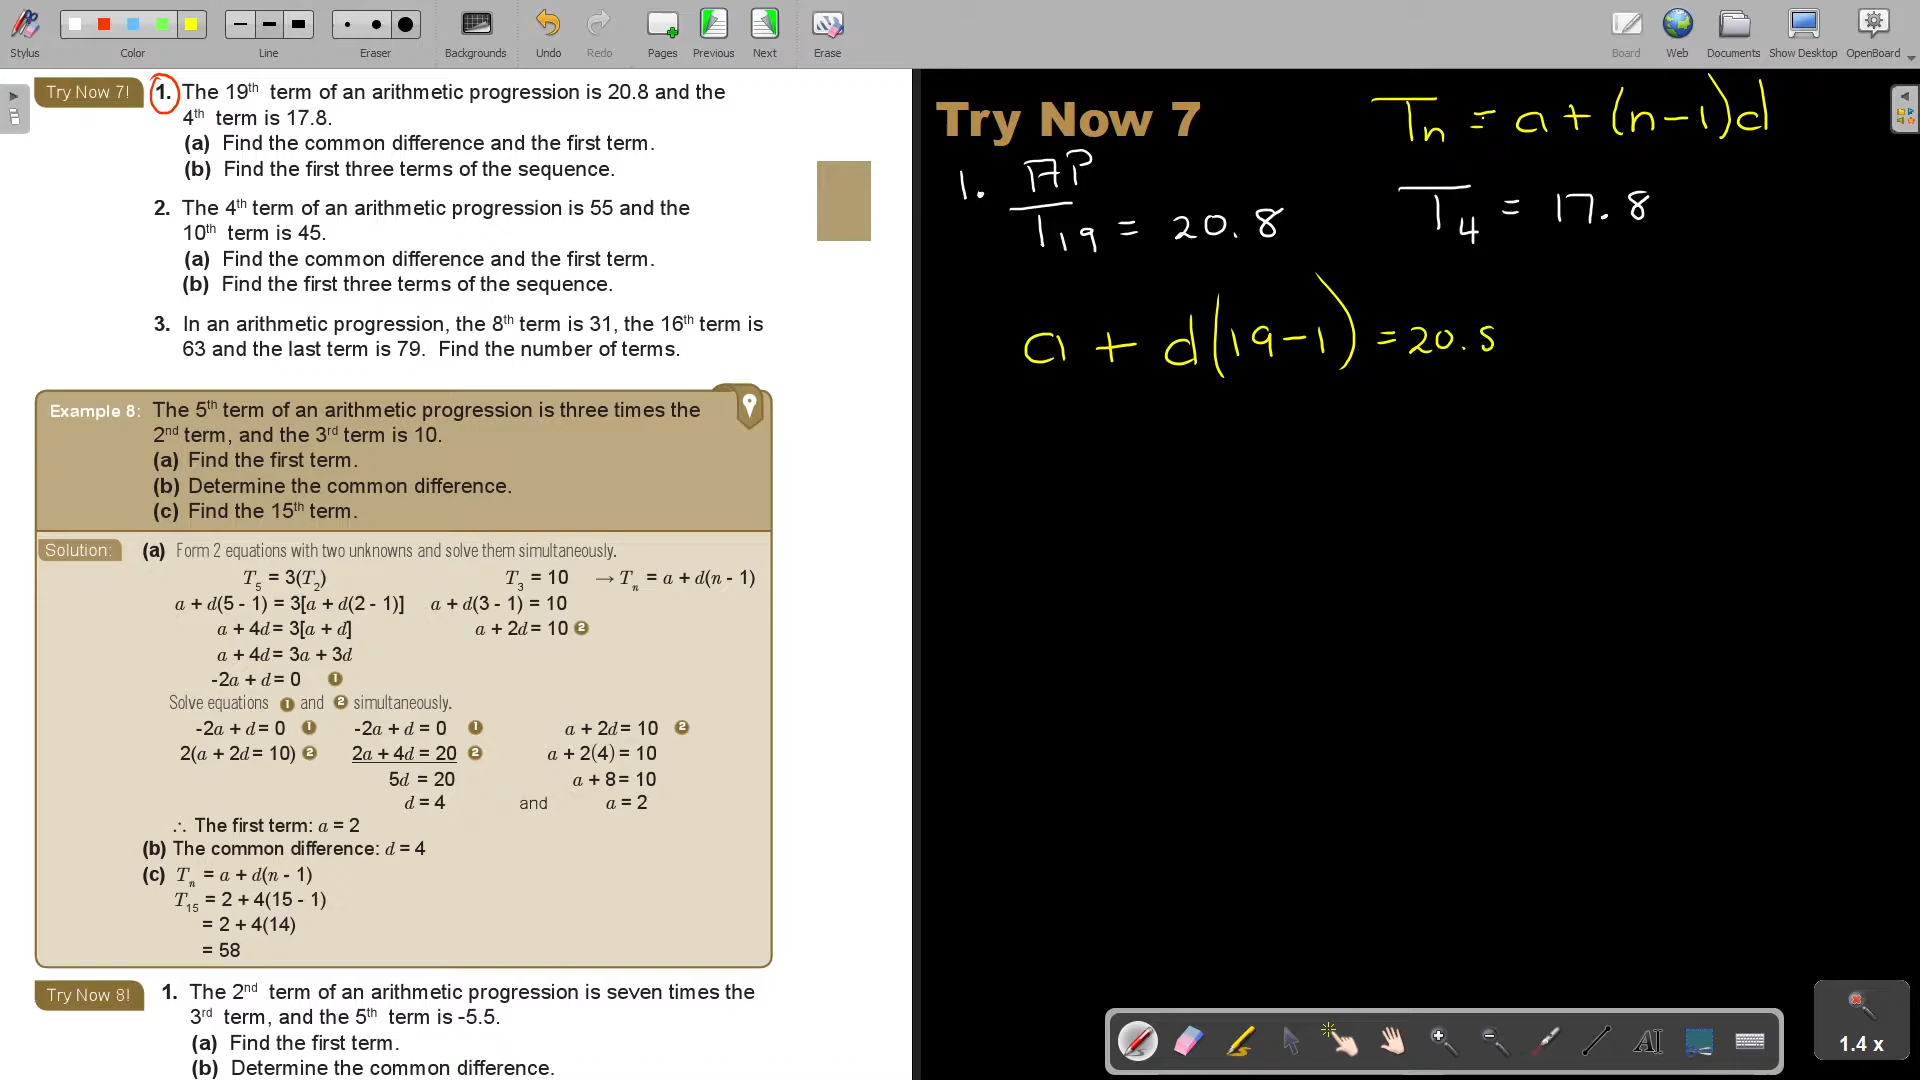 Stylus Color Line Eraser Backgrounds Undo Redo Pages Previous Next Erase Board Web Documents Show Desktop OpenBoard
Try Now 7! 1. The 19th term of an arithmetic progression is 20.8 and the
4th term is 17.8.
(a) Find the common difference and the first term.
(b) Find the first three terms of the sequence.
2. The 4th term of an arithmetic progression is 55 and the
10th term is 45.
(a) Find the common difference and the first term.
(b) Find the first three terms of the sequence.
3. In an arithmetic progression, the 8th term is 31, the 16th term is
63 and the last term is 79. Find the number of terms.
Example 8: The 5th term of an arithmetic progression is three times the
2nd term, and the 3rd term is 10.
(a) Find the first term.
(b) Determine the common difference.
(c) Find the 15th term.
Solution: (a) Form 2 equations with two unknowns and solve them simultaneously.
T5 = 3(T2) T3 = 10 → Tn = a + d(n - 1)
a + d(5 - 1) = 3[a + d(2 - 1)] a + d(3 - 1) = 10
a + 4d = 3[a + d] a + 2d = 10 2
a + 4d = 3a + 3d
-2a + d = 0 1
Solve equations 1 and 2 simultaneously.
-2a + d = 0 1 -2a + d = 0 1 a + 2d = 10 2
2(a + 2d = 10) 2 2a + 4d = 20 2 a + 2(4) = 10
5d = 20 a + 8 = 10
d = 4 and a = 2
∴ The first term: a = 2
(b) The common difference: d = 4
(c) Tn = a + d(n - 1)
T15 = 2 + 4(15 - 1)
= 2 + 4(14)
= 58
Try Now 8! 1. The 2nd term of an arithmetic progression is seven times the
3rd term, and the 5th term is -5.5.
(a) Find the first term.
(b) Determine the common difference.
Try Now 7 Tn = a + (n-1)d
1. AP
T19 = 20.8 T4 = 17.8
a + d(19-1) = 20.s
1.4 x